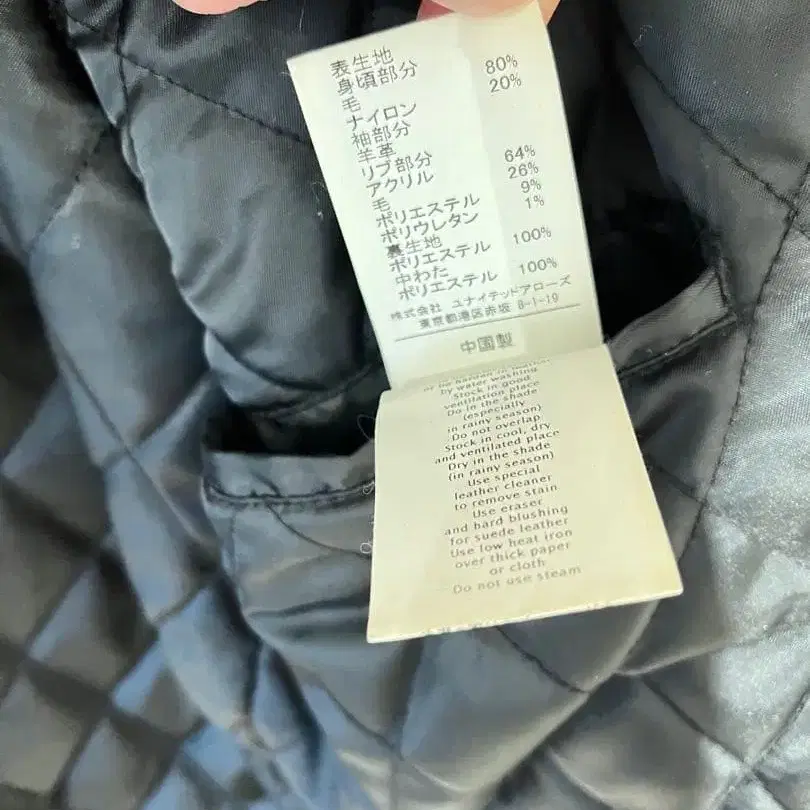 表生地
身頃部分
毛 80%
ナイロン 20%
袖部分
羊革
リブ部分
アクリル 64%
毛 26%
ポリエステル 9%
ポリウレタン 1%
裏生地
ポリエステル 100%
中わた
ポリエステル 100%
株式会社 ユナイテッドアローズ
東京都港区赤坂 8-1-19
中国製
or be harden in leather
by water washing
Stock in good
ventilation place
Do in the shade
(especially
in rainy season)
Do not overlap
Stock in cool, dry
and ventilated place
Dry in the shade
(in rainy season)
Use special
leather cleaner
to remove stain
Use eraser
and hard blushing
for suede leather
Use low heat iron
over thick paper
or cloth
Do not use steam